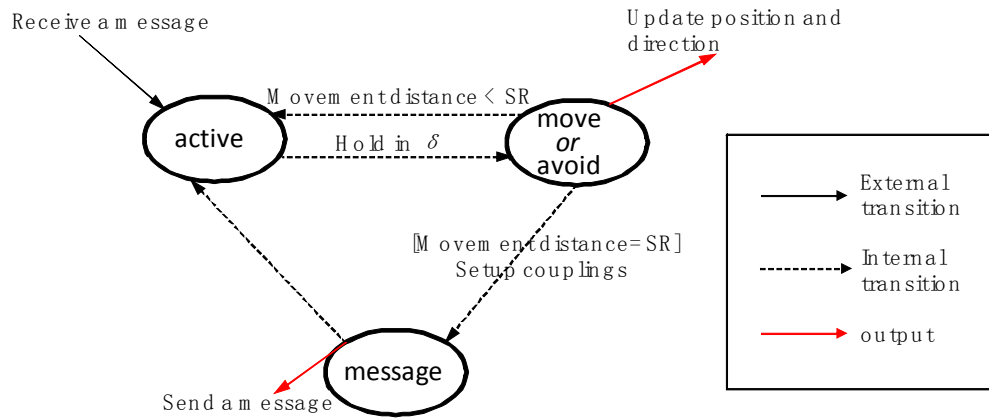 Receive a message
Update position and
direction
Movement distance < SR
active
move
or
avoid
Hold in δ
External
transition
[Movement distance=SR]
Setup couplings
Internal
transition
output
message
Send a message